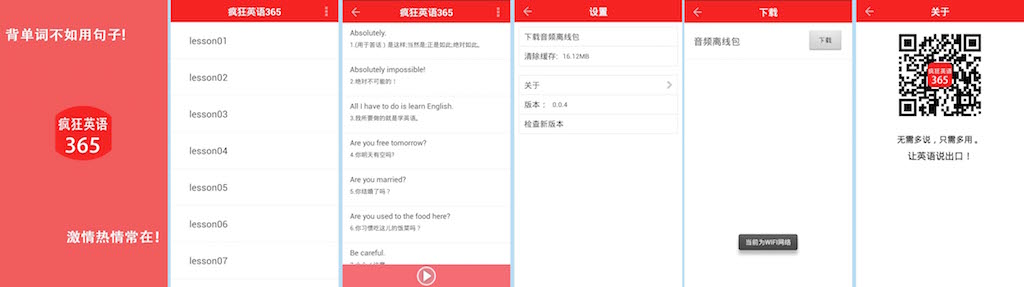 背单词不如用句子!
疯狂英语
365
激情热情常在!
疯狂英语365
lesson01
lesson02
lesson03
lesson04
lesson05
lesson06
lesson07
疯狂英语365
Absolutely.
1.(用于答话）是这样;当然是;正是如此;绝对如此。
Absolutely impossible!
2.绝对不可能的！
All I have to do is learn English.
3.我所要做的就是学英语。
Are you free tomorrow?
4.你明天有空吗?
Are you married?
5.你结婚了吗？
Are you used to the food here?
6.你习惯吃这儿的饭菜吗？
Be careful.
设置
下载音频离线包
清除缓存: 16.12MB
关于
版本： 0.0.4
检查新版本
下载
音频离线包
下载
当前为WIFI网络
关于
疯狂英语
365
无需多说，只需多用。
让英语说出口！